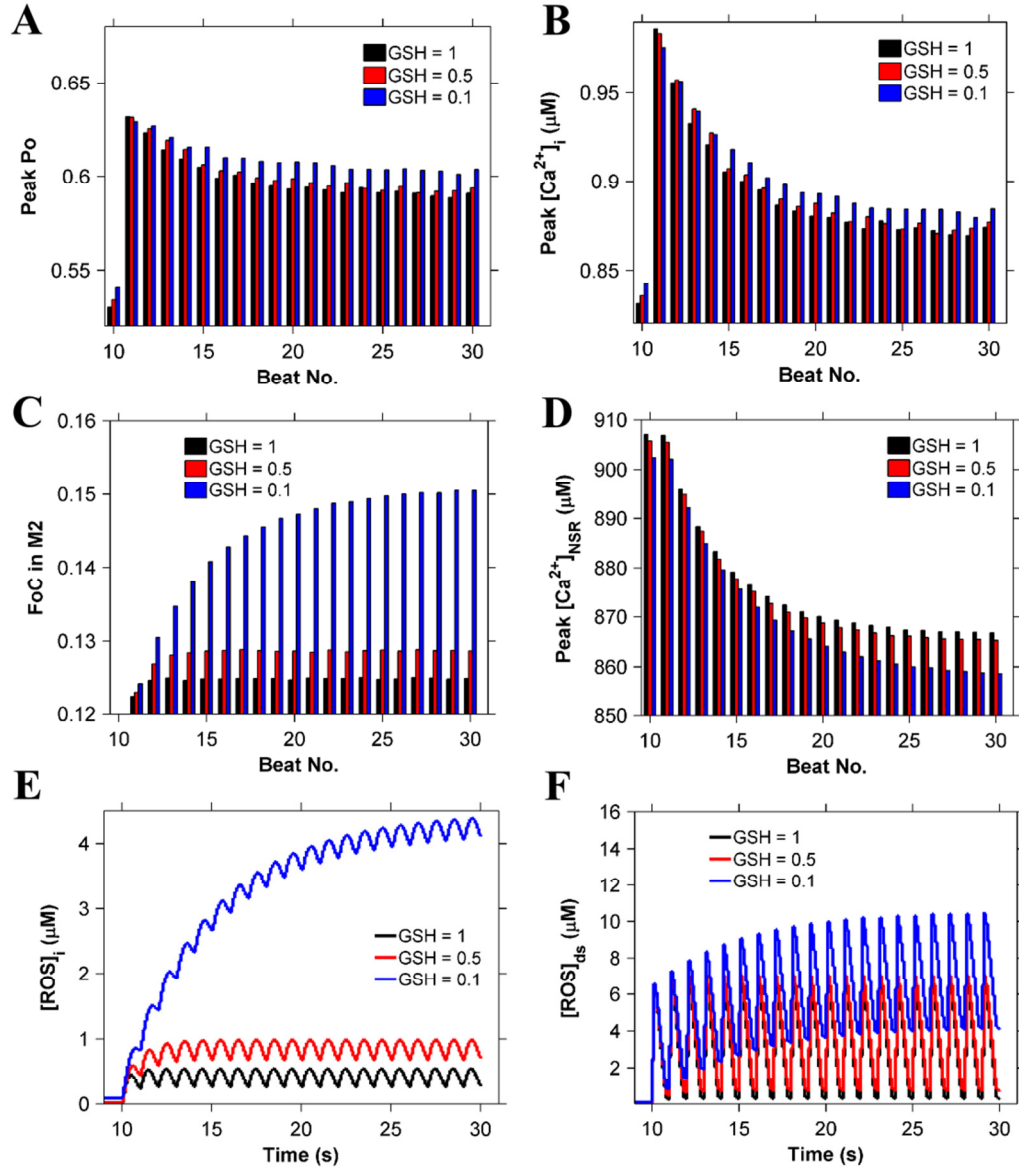 A
Peak Po
0.65
0.6
0.55
GSH = 1
GSH = 0.5
GSH = 0.1
10 15 20 25 30
Beat No.
B
Peak [Ca²⁺]ᵢ (μM)
0.95
0.9
0.85
GSH = 1
GSH = 0.5
GSH = 0.1
10 15 20 25 30
Beat No.
C
FoC in M2
0.16
0.15
0.14
0.13
0.12
GSH = 1
GSH = 0.5
GSH = 0.1
10 15 20 25 30
Beat No.
D
Peak [Ca²⁺]NSR (μM)
910
900
890
880
870
860
850
GSH = 1
GSH = 0.5
GSH = 0.1
10 15 20 25 30
Beat No.
E
[ROS]ᵢ (μM)
4
3
2
1
0
GSH = 1
GSH = 0.5
GSH = 0.1
10 15 20 25 30
Time (s)
F
[ROS]ds (μM)
16
14
12
10
8
6
4
2
GSH = 1
GSH = 0.5
GSH = 0.1
10 15 20 25 30
Time (s)